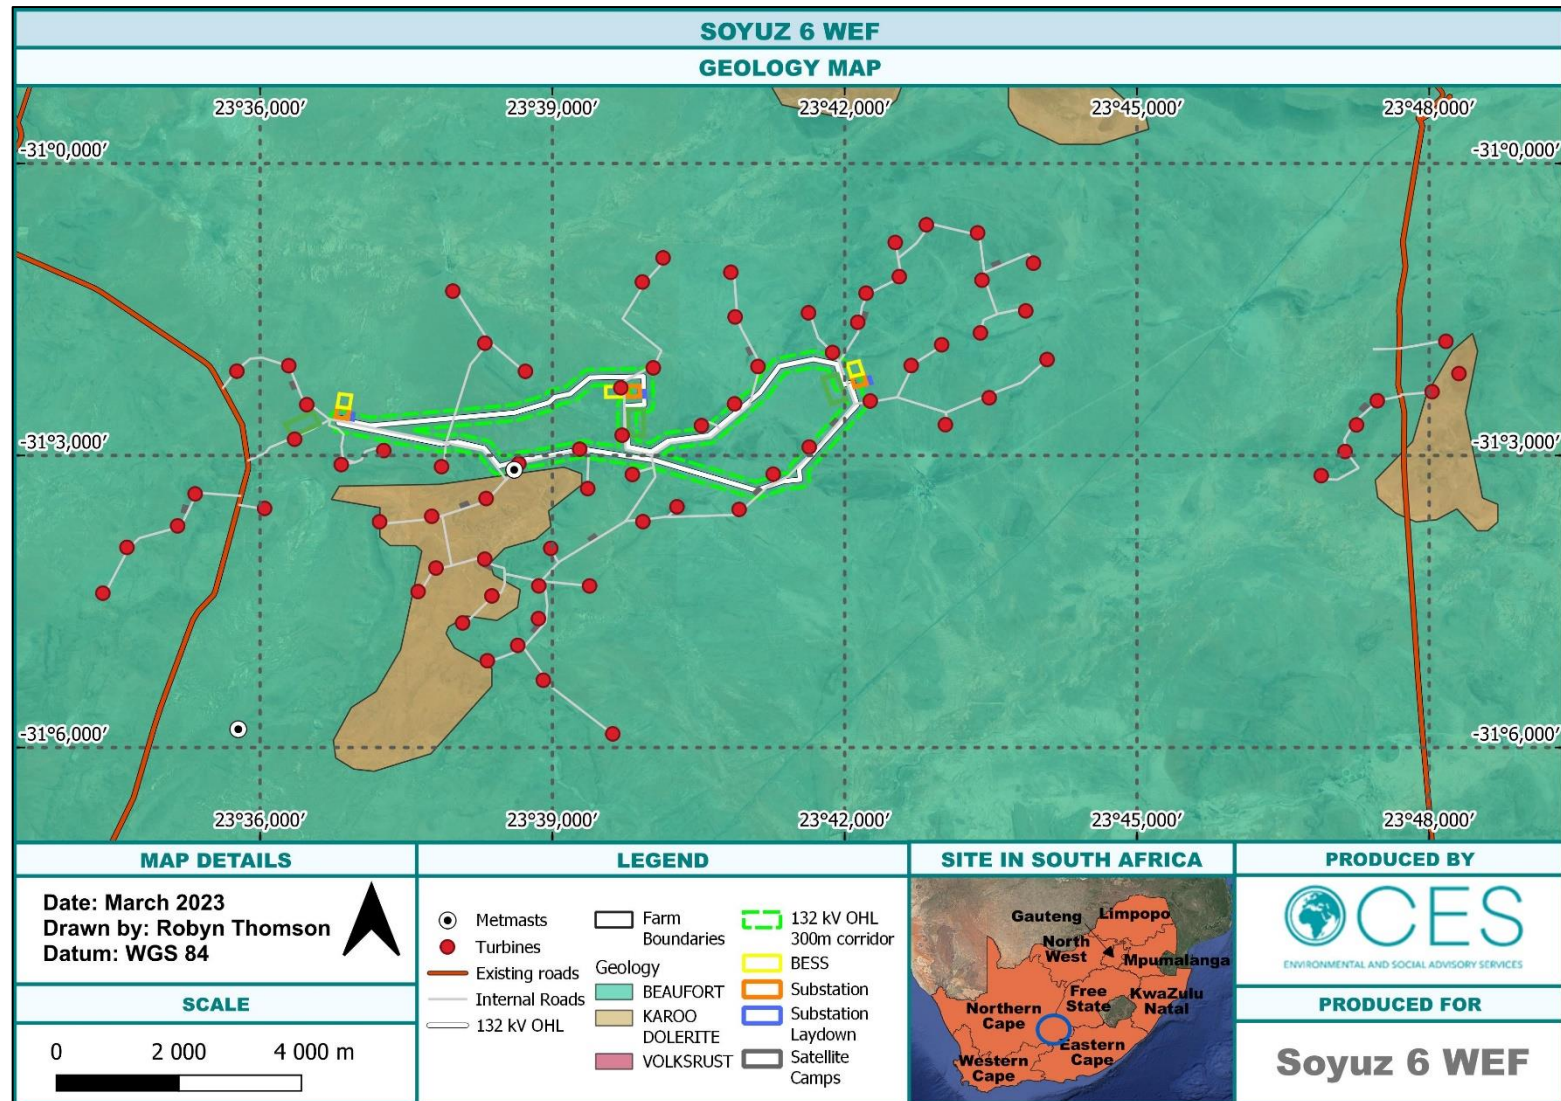 SOYUZ 6 WEF
GEOLOGY MAP
23°36,000′ 23°39,000′ 23°42,000′ 23°45,000′ 23°48,000′
-31°0,000′ -31°0,000′
-31°3,000′ -31°3,000′
-31°6,000′ -31°6,000′
23°36,000′ 23°39,000′ 23°42,000′ 23°45,000′ 23°48,000′
MAP DETAILS
Date: March 2023
Drawn by: Robyn Thomson
Datum: WGS 84
SCALE
0 2 000 4 000 m
LEGEND
Metmasts
Turbines
Existing roads
Internal Roads
132 kV OHL
Farm
Boundaries
Geology
BEAUFORT
KAROO
DOLERITE
VOLKSRUST
132 kV OHL
300m corridor
BESS
Substation
Substation
Laydown
Satellite
Camps
SITE IN SOUTH AFRICA
Gauteng
Limpopo
North
West
Mpumalanga
Free
State
KwaZulu
Natal
Northern
Cape
Eastern
Cape
Western
Cape
PRODUCED BY
CES
ENVIRONMENTAL AND SOCIAL ADVISORY SERVICES
PRODUCED FOR
Soyuz 6 WEF